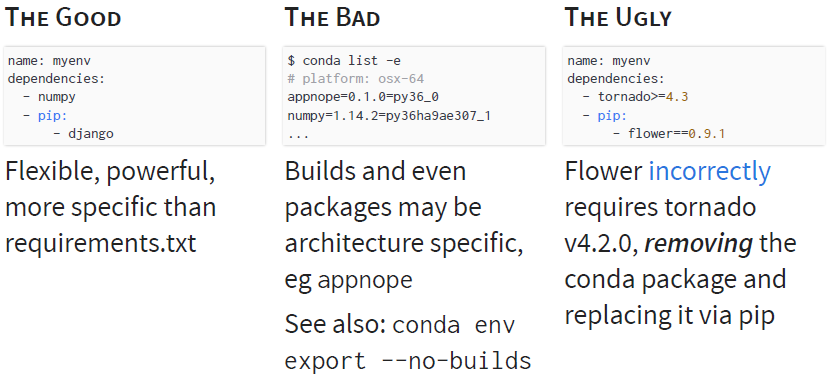 The Good
name: myenv
dependencies:
  - numpy
  - pip:
      - django
Flexible, powerful,
more specific than
requirements.txt
The Bad
$ conda list -e
# platform: osx-64
appnope=0.1.0=py36_0
numpy=1.14.2=py36ha9ae307_1
...
Builds and even
packages may be
architecture specific,
eg appnope
See also: conda env
export --no-builds
The Ugly
name: myenv
dependencies:
  - tornado>=4.3
  - pip:
      - flower==0.9.1
Flower incorrectly
requires tornado
v4.2.0, removing the
conda package and
replacing it via pip